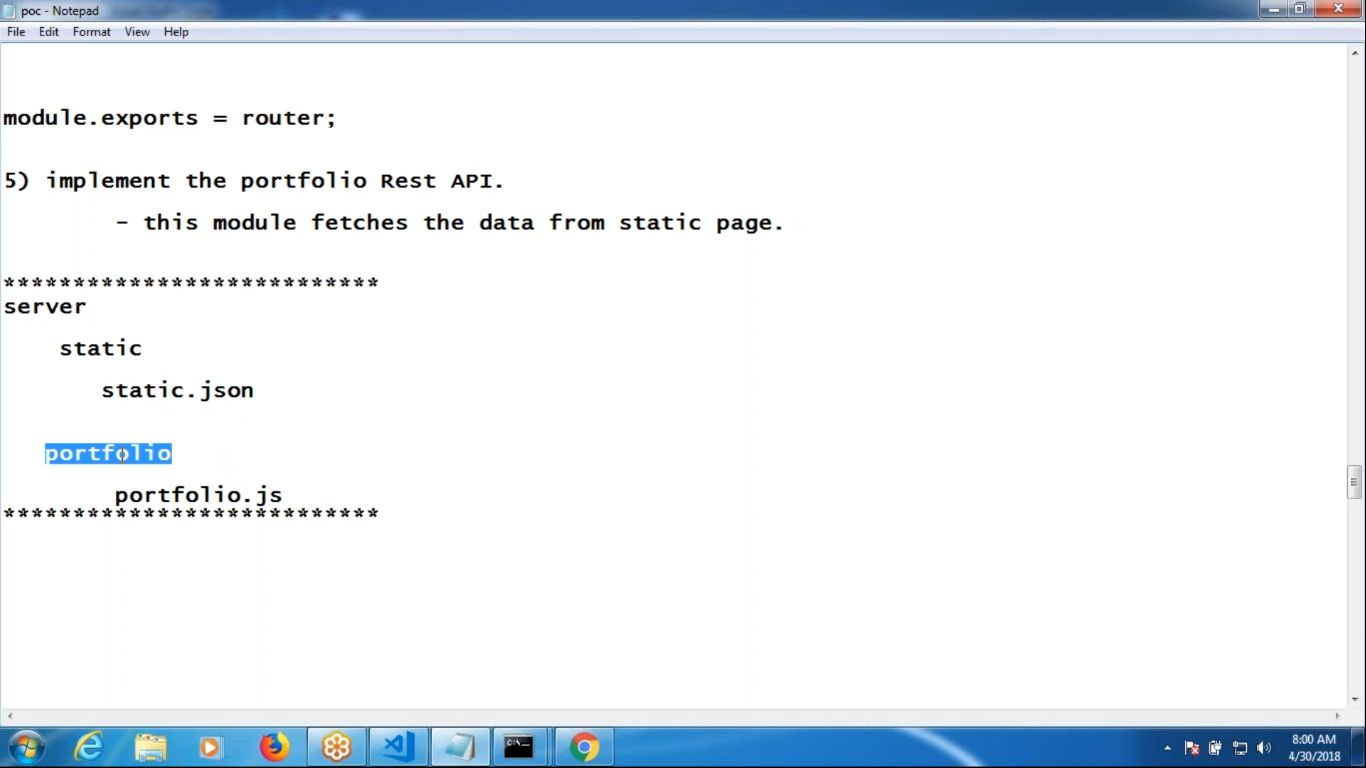 poc - Notepad
File Edit Format View Help
module.exports = router;
5) implement the portfolio Rest API.
- this module fetches the data from static page.
***************************
server
static
static.json
portfolio
portfolio.js
***************************
8:00 AM
4/30/2018